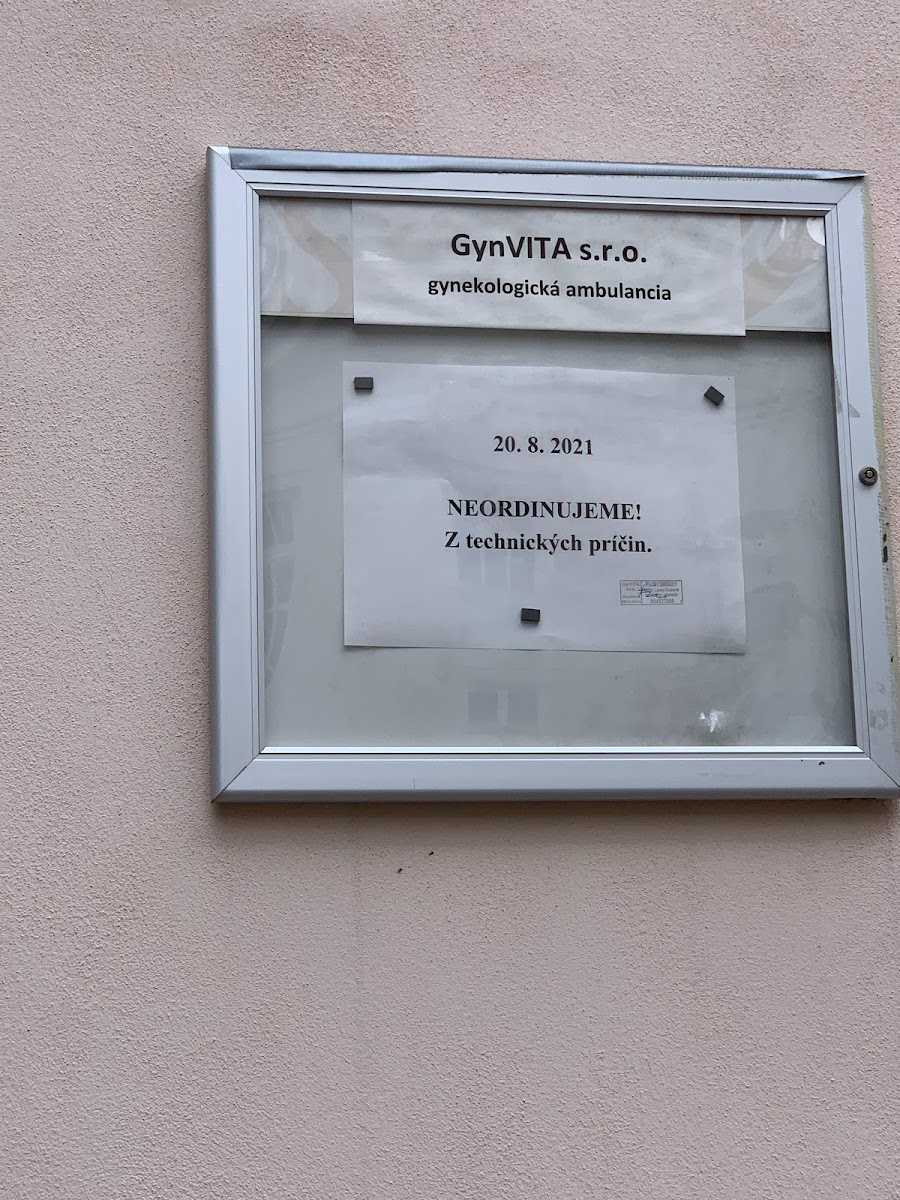 GynVITA s.r.o.
gynekologická ambulancia
20. 8. 2021
NEORDINUJEME!
Z technických príčin.